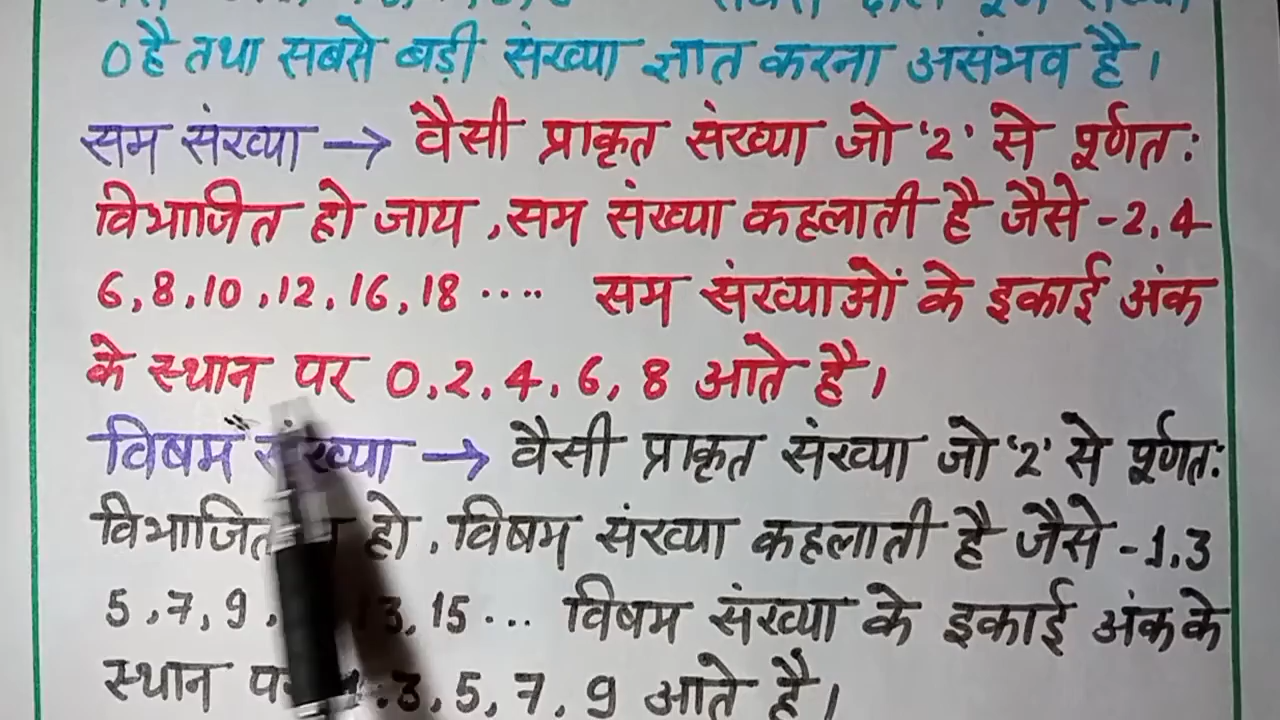 0 है तथा सबसे बड़ी संख्या ज्ञात करना असंभव है।
सम संख्या → वैसी प्राकृत संख्या जो '2' से पूर्णत:
विभाजित हो जाय, सम संख्या कहलाती है जैसे - 2, 4
6, 8, 10, 12, 16, 18 .... सम संख्याओं के इकाई अंक
के स्थान पर 0, 2, 4, 6, 8 आते है।
विषम संख्या → वैसी प्राकृत संख्या जो '2' से पूर्णत:
विभाजित हो, विषम संख्या कहलाती है जैसे - 1, 3
5, 7, 9, 15 ... विषम संख्या के इकाई अंक के
स्थान 3, 5, 7, 9 आते है।